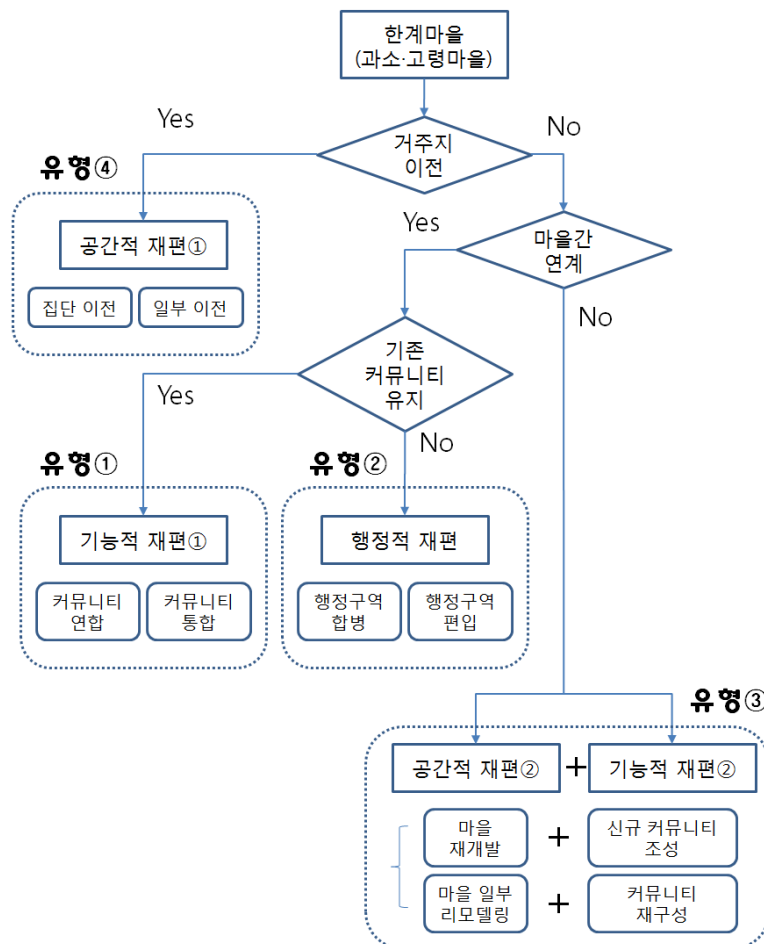 한계마을
(과소·고령마을)
Yes
No
거주지
이전
유형④
공간적 재편①
집단 이전
일부 이전
Yes
마을간
연계
No
기존
커뮤니티
유지
Yes
No
유형①
기능적 재편①
커뮤니티
연합
커뮤니티
통합
유형②
행정적 재편
행정구역
합병
행정구역
편입
유형③
공간적 재편②
+
기능적 재편②
마을
재개발
+
신규 커뮤니티
조성
마을 일부
리모델링
+
커뮤니티
재구성